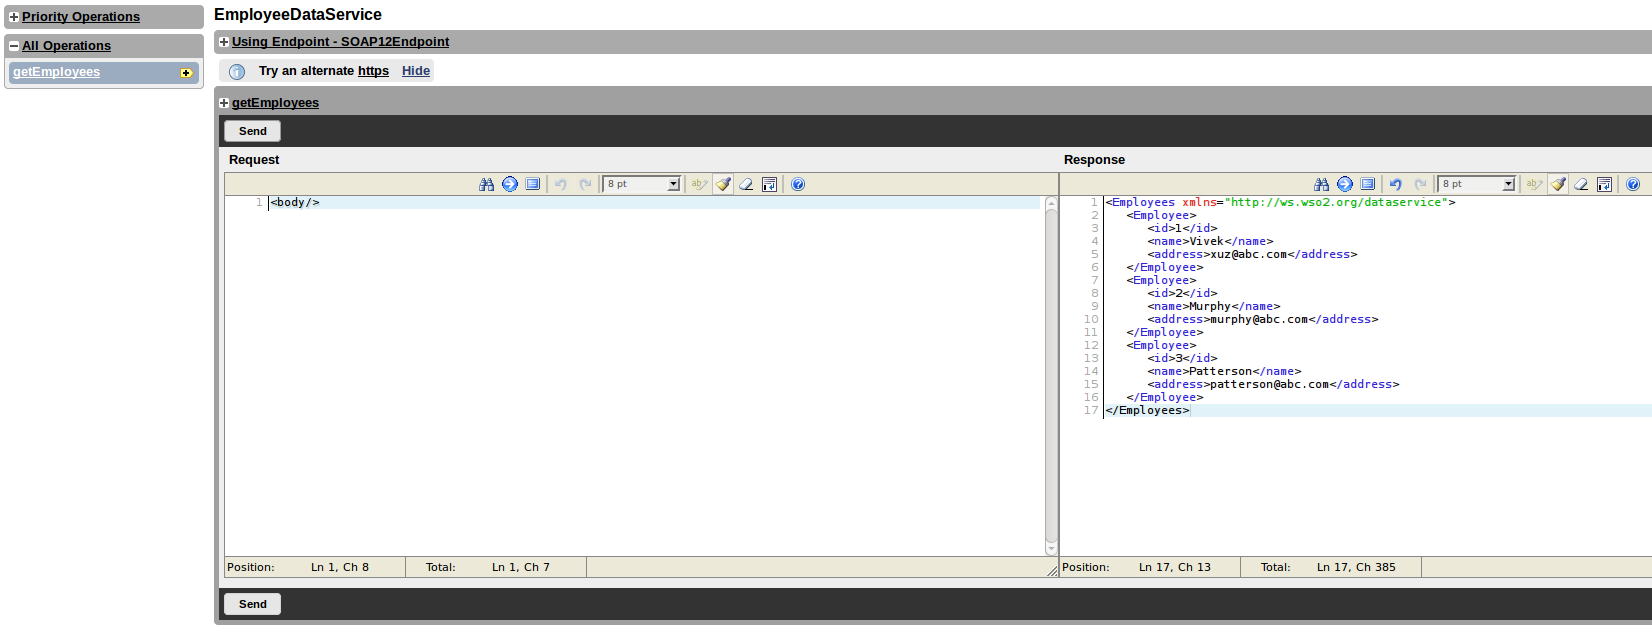 Priority Operations
All Operations
getEmployees
EmployeeDataService
Using Endpoint - SOAP12Endpoint
Try an alternate https Hide
getEmployees
Send
Request
8 pt
1 <body/>
Position: Ln 1, Ch 8 Total: Ln 1, Ch 7
Response
8 pt
1 <Employees xmlns="http://ws.wso2.org/dataservice">
2 <Employee>
3 <id>1</id>
4 <name>Vivek</name>
5 <address>xuz@abc.com</address>
6 </Employee>
7 <Employee>
8 <id>2</id>
9 <name>Murphy</name>
10 <address>murphy@abc.com</address>
11 </Employee>
12 <Employee>
13 <id>3</id>
14 <name>Patterson</name>
15 <address>patterson@abc.com</address>
16 </Employee>
17 </Employees>
Position: Ln 17, Ch 13 Total: Ln 17, Ch 385
Send